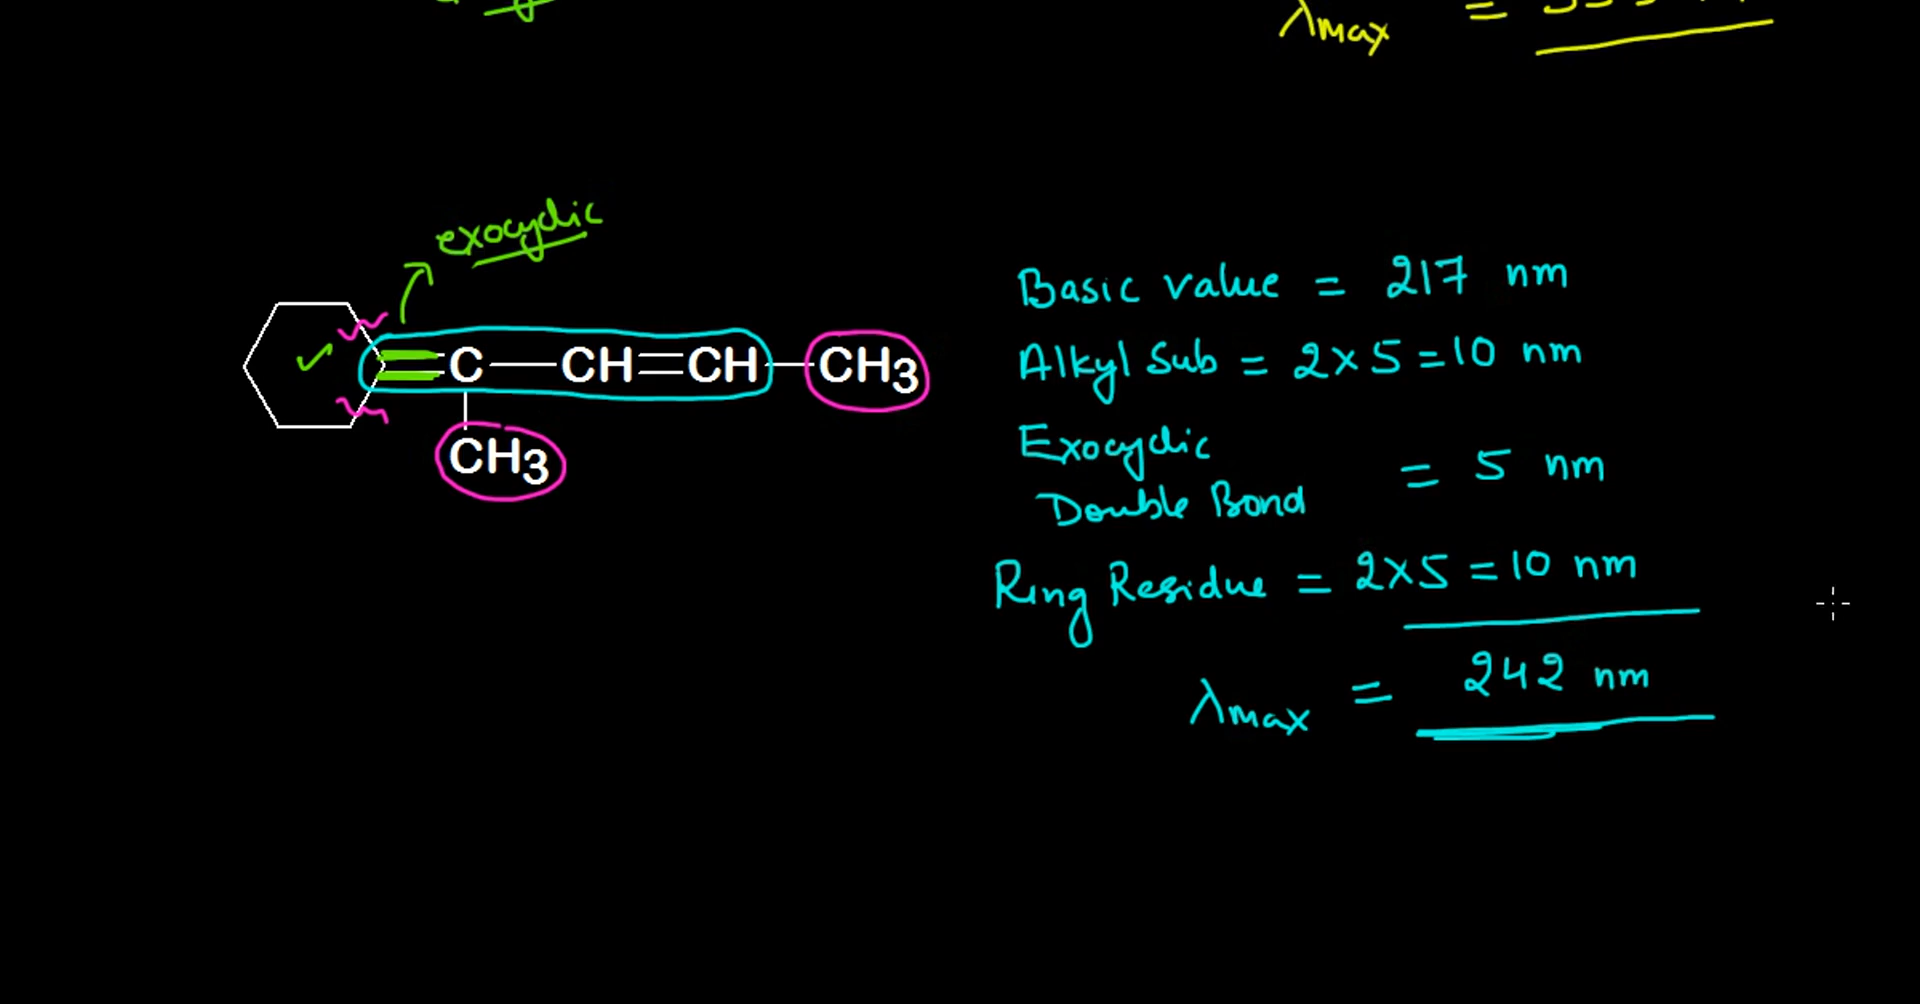 λmax =
exocyclic
C—CH=CH—CH3
CH3
Basic value = 217 nm
Alkyl Sub = 2×5=10 nm
Exocyclic
Double Bond = 5 nm
Ring Residue = 2×5=10 nm
λmax = 242 nm